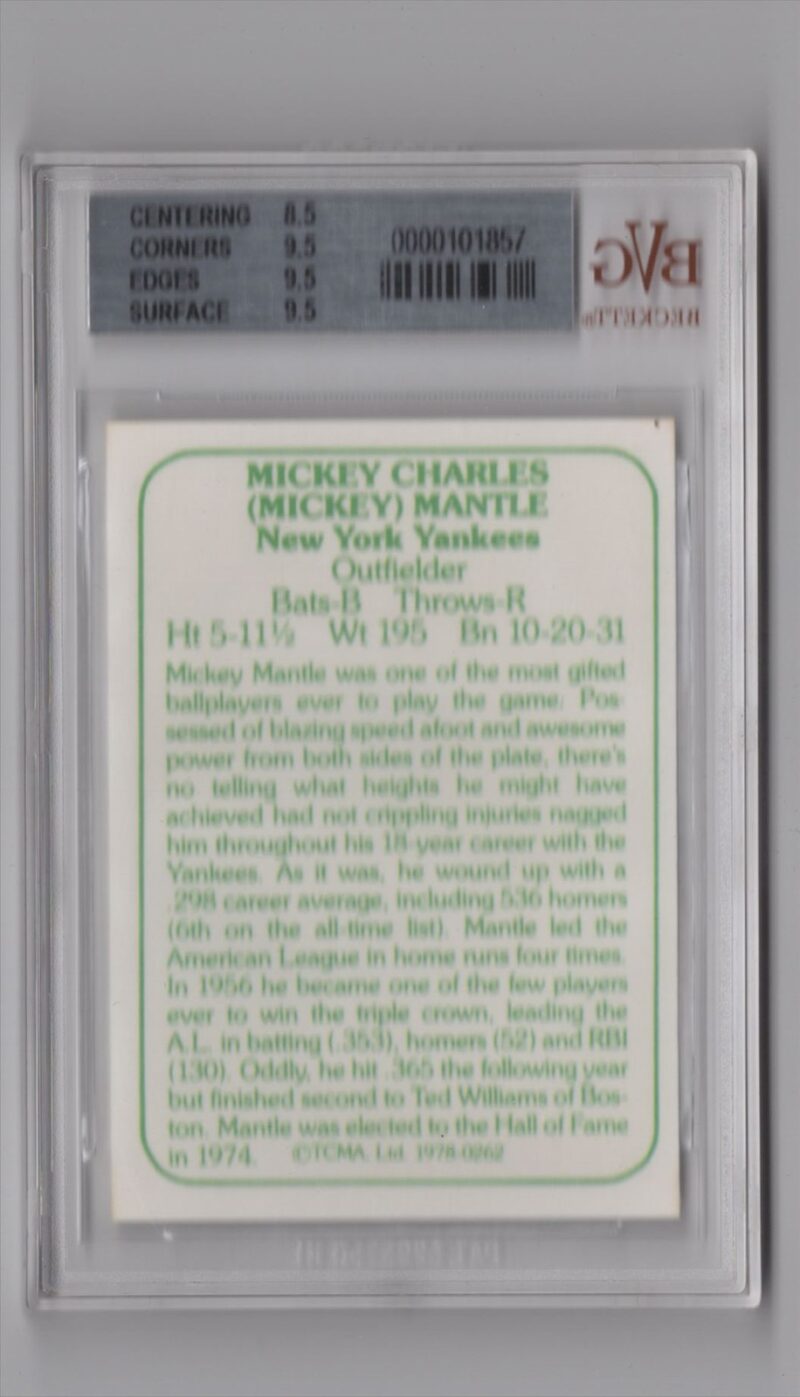 CENTERING 8.5
CORNERS 9.5
EDGES 9.5
SURFACE 9.5
0000101857
BVG
BECKETT
MICKEY CHARLES
(MICKEY) MANTLE
New York Yankees
Outfielder
Bats-B Throws-R
Ht 5-11½ Wt 195 Bn 10-20-31
Mickey Mantle was one of the most gifted
ballplayers ever to play the game. Pos-
sessed of blazing speed afoot and awesome
power from both sides of the plate, there's
no telling what heights he might have
achieved had not crippling injuries nagged
him throughout his 18-year career with the
Yankees. As it was, he wound up with a
.298 career average, including 536 homers
(6th on the all-time list). Mantle led the
American League in home runs four times.
In 1956 he became one of the few players
ever to win the triple crown, leading the
A.L. in batting (.353), homers (52) and RBI
(130). Oddly, he hit .365 the following year
but finished second to Ted Williams of Bos-
ton. Mantle was elected to the Hall of Fame
in 1974. ©TCMA, Ltd. 1978-0262